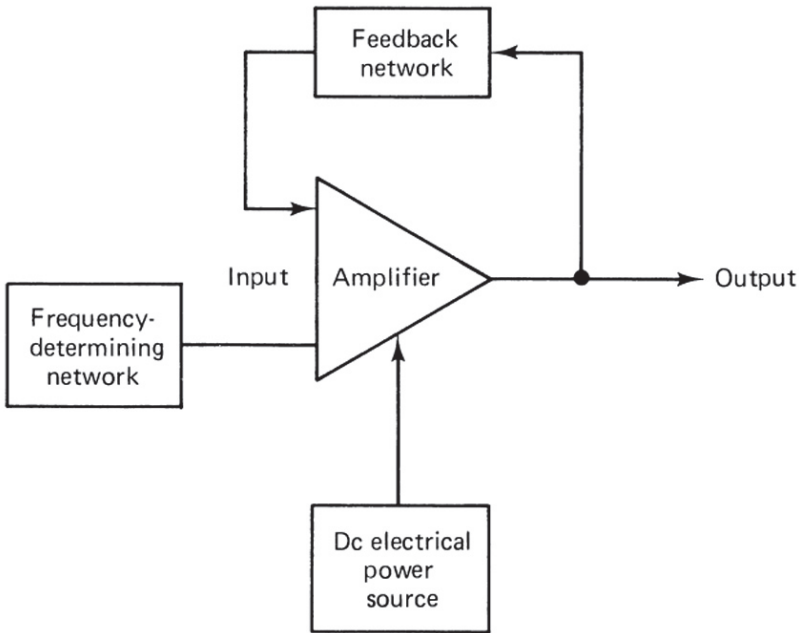 Feedback
network
Input
Amplifier
Output
Frequency-
determining
network
Dc electrical
power
source